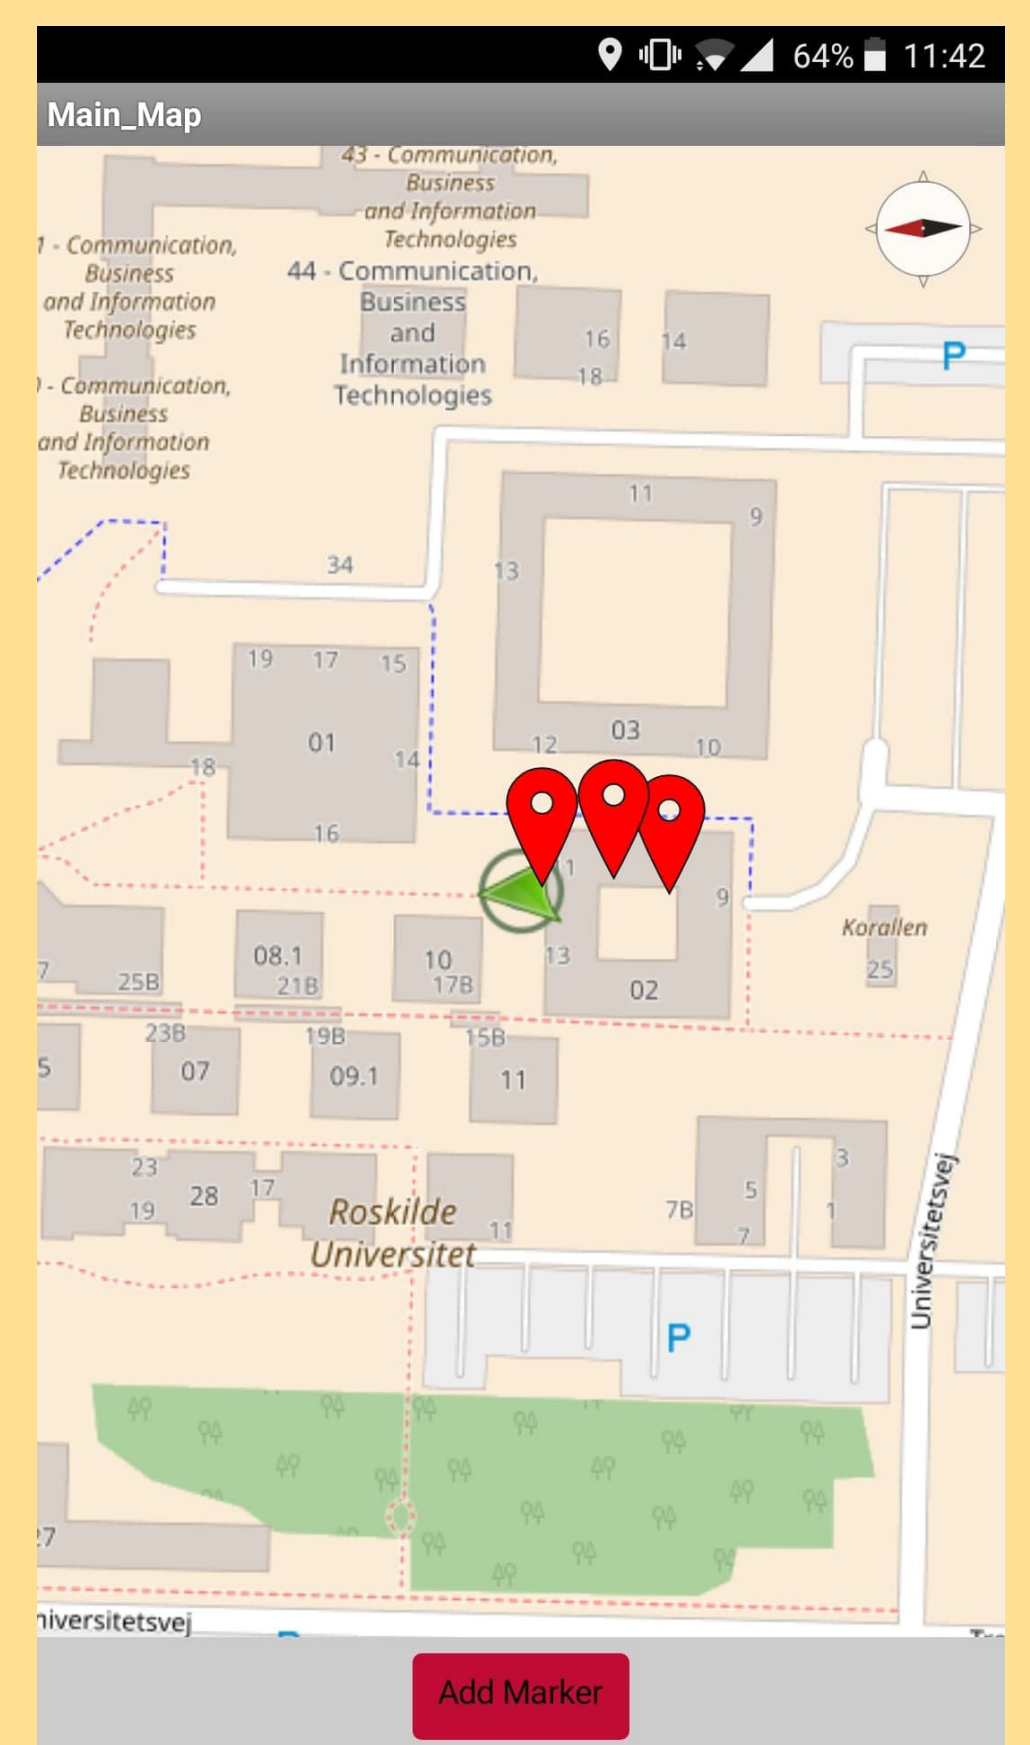 64% 11:42
Main_Map
43 - Communication,
Business
and Information
Technologies
1 - Communication,
Business
and Information
Technologies
44 - Communication,
Business
and
Information
Technologies
16
18
14
P
- Communication,
Business
and Information
Technologies
11
9
13
34
19 17 15
01
14
18
16
03
12
10
1
9
13
02
Korallen
25
08.1
21B
10
17B
7
25B
23B
19B
15B
5
07
09.1
11
23
19
28
17
Roskilde
Universitet
11
7B
5
7
3
1
Universitetsvej
P
27
niversitetsvej
Add Marker